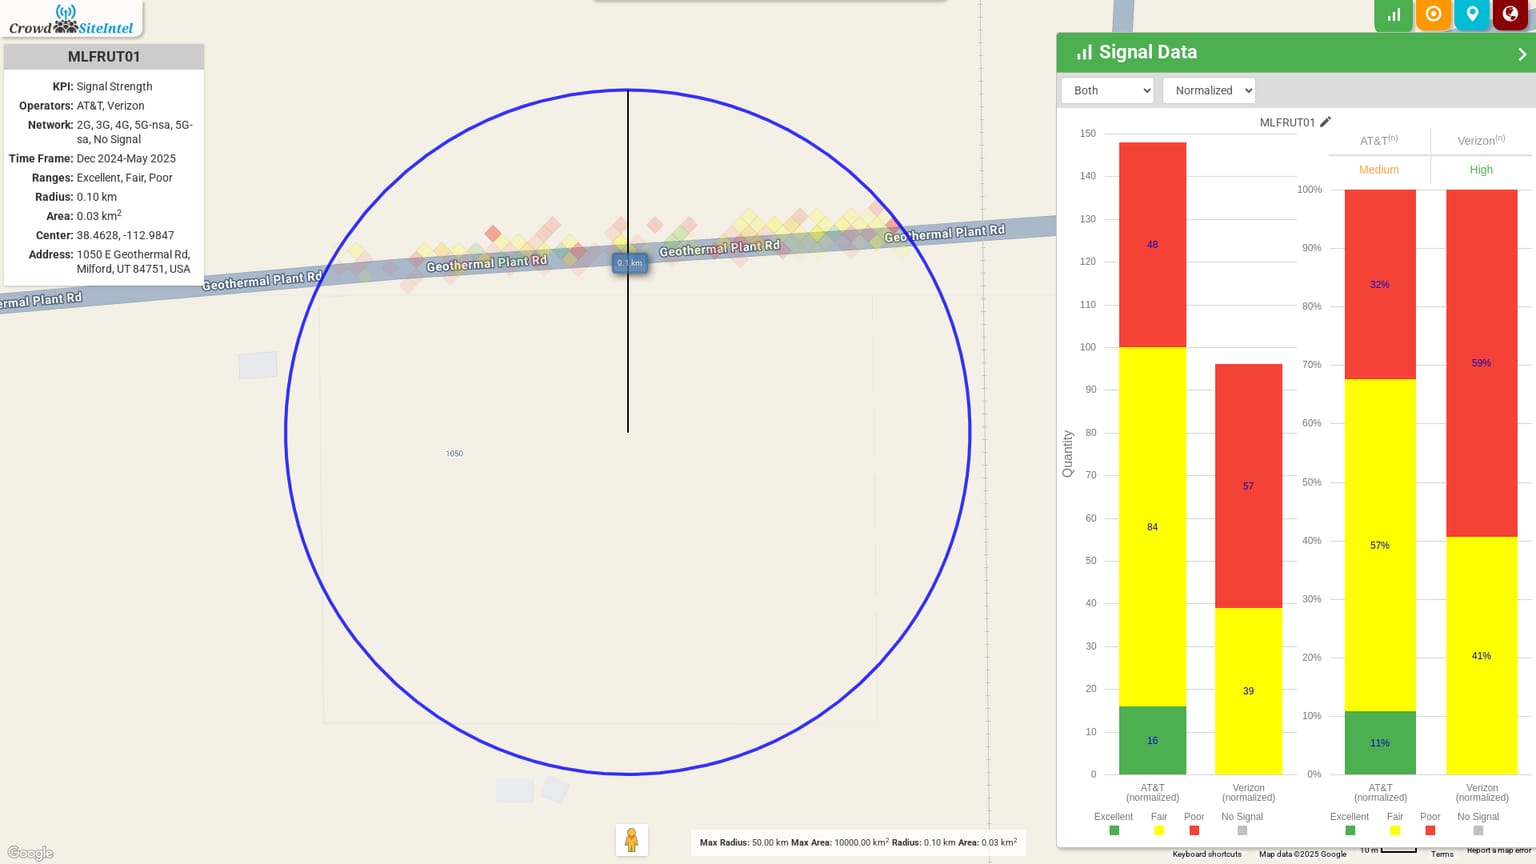 Crowd SiteIntel
MLFRUT01
KPI: Signal Strength
Operators: AT&T, Verizon
Network: 2G, 3G, 4G, 5G-nsa, 5G-
sa, No Signal
Time Frame: Dec 2024-May 2025
Ranges: Excellent, Fair, Poor
Radius: 0.10 km
Area: 0.03 km²
Center: 38.4628, -112.9847
Address: 1050 E Geothermal Rd,
Milford, UT 84751, USA
ermal Plant Rd
Geothermal Plant Rd
Geothermal Plant Rd
Geothermal Plant Rd
Geothermal Plant Rd
0.1 km
1050
Google
Max Radius: 50.00 km Max Area: 10000.00 km² Radius: 0.10 km Area: 0.03 km²
Signal Data
Both
Normalized
MLFRUT01
AT&T(n)
Verizon(n)
Medium
High
Quantity
150
140
130
120
110
100
90
80
70
60
50
40
30
20
10
0
48
84
16
57
39
AT&T
(normalized)
Verizon
(normalized)
Excellent Fair Poor No Signal
100%
90%
80%
70%
60%
50%
40%
30%
20%
10%
0%
32%
57%
11%
59%
41%
AT&T
(normalized)
Verizon
(normalized)
Excellent Fair Poor No Signal
Keyboard shortcuts
Map data ©2025 Google
10 m
Terms
Report a map error